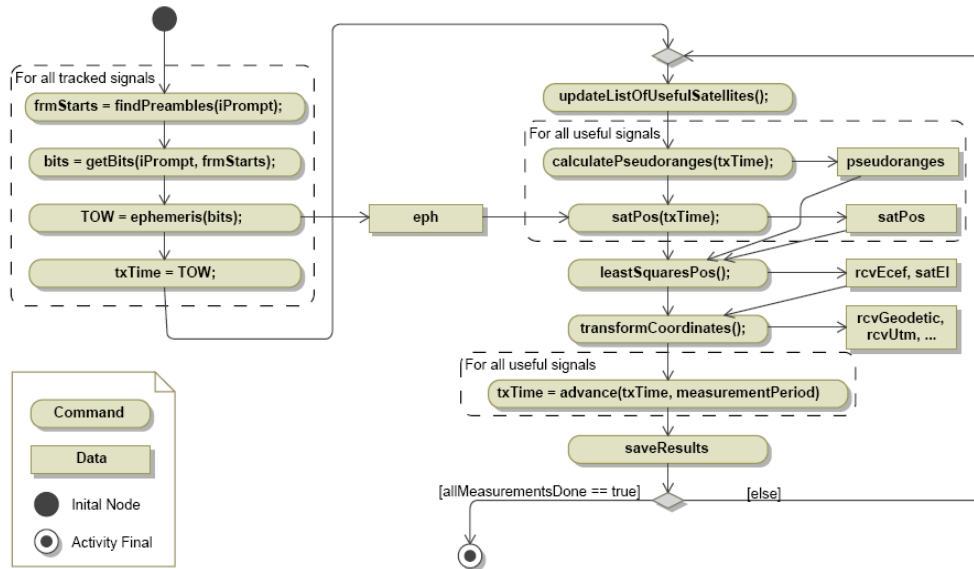 For all tracked signals
frmStarts = findPreambles(iPrompt);
bits = getBits(iPrompt, frmStarts);
TOW = ephemeris(bits);
txTime = TOW;
eph
updateListOfUsefulSatellites();
For all useful signals
calculatePseudoranges(txTime);
pseudoranges
satPos(txTime);
satPos
leastSquaresPos();
rcvEcef, satEl
transformCoordinates();
rcvGeodetic,
rcvUtm, ...
For all useful signals
txTime = advance(txTime, measurementPeriod)
saveResults
[allMeasurementsDone == true]
[else]
Command
Data
Inital Node
Activity Final